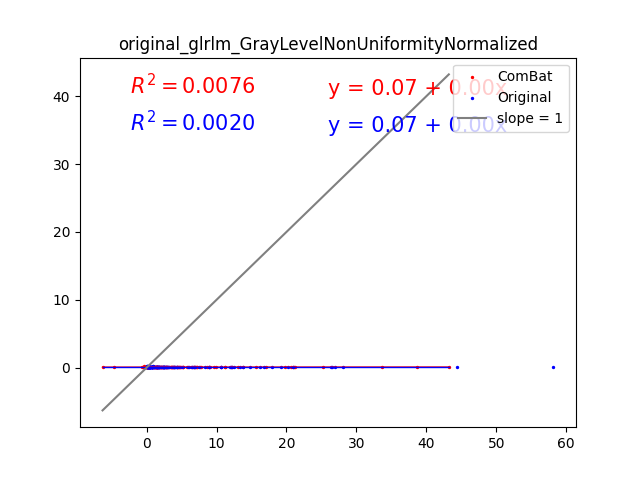 original_glrlm_GrayLevelNonUniformityNormalized
R² = 0.0076
y = 0.07 + 0.00x
R² = 0.0020
y = 0.07 + 0.00x
ComBat
Original
slope = 1
40
30
20
10
0
0 10 20 30 40 50 60